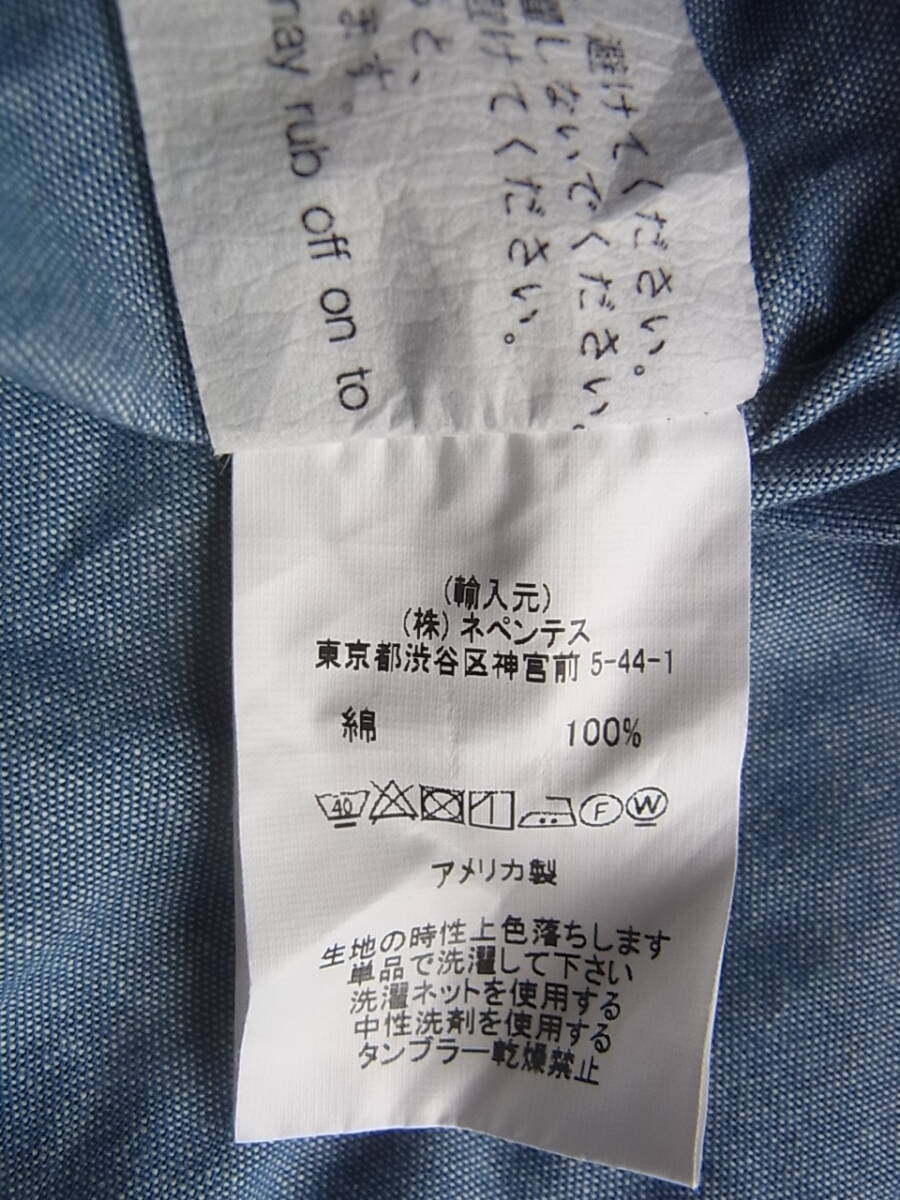 避けてください。
しないでください。
けてください。
と、
ます。
may rub off on to
(輸入元)
(株)ネペンテス
東京都渋谷区神宮前 5-44-1
綿 100%
40 F W
アメリカ製
生地の時性上色落ちします
単品で洗濯して下さい
洗濯ネットを使用する
中性洗剤を使用する
タンブラー乾燥禁止